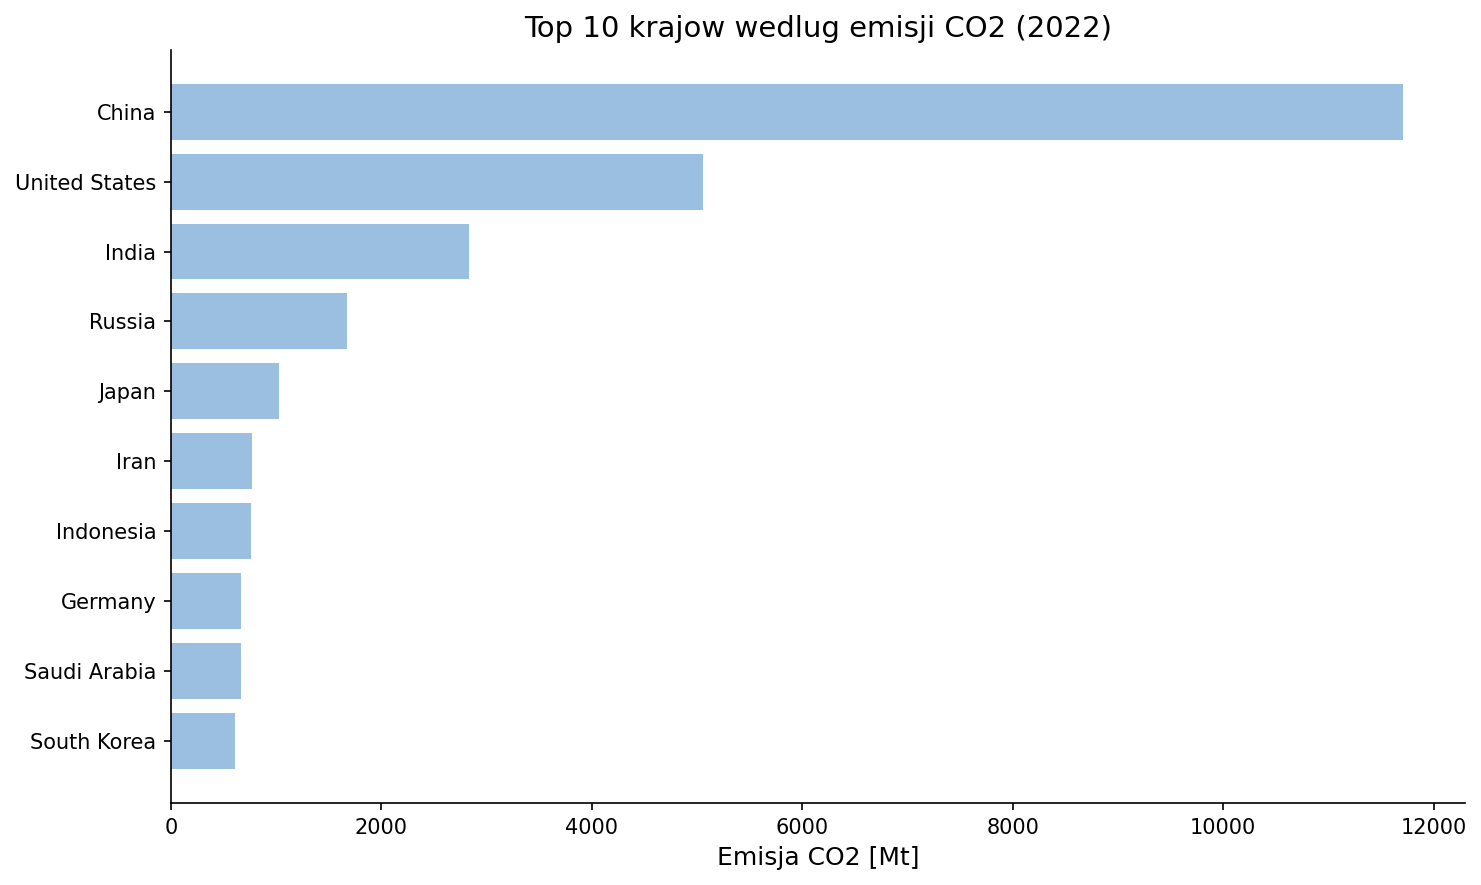 Top 10 krajow wedlug emisji CO2 (2022)
China
United States
India
Russia
Japan
Iran
Indonesia
Germany
Saudi Arabia
South Korea
0 2000 4000 6000 8000 10000 12000
Emisja CO2 [Mt]